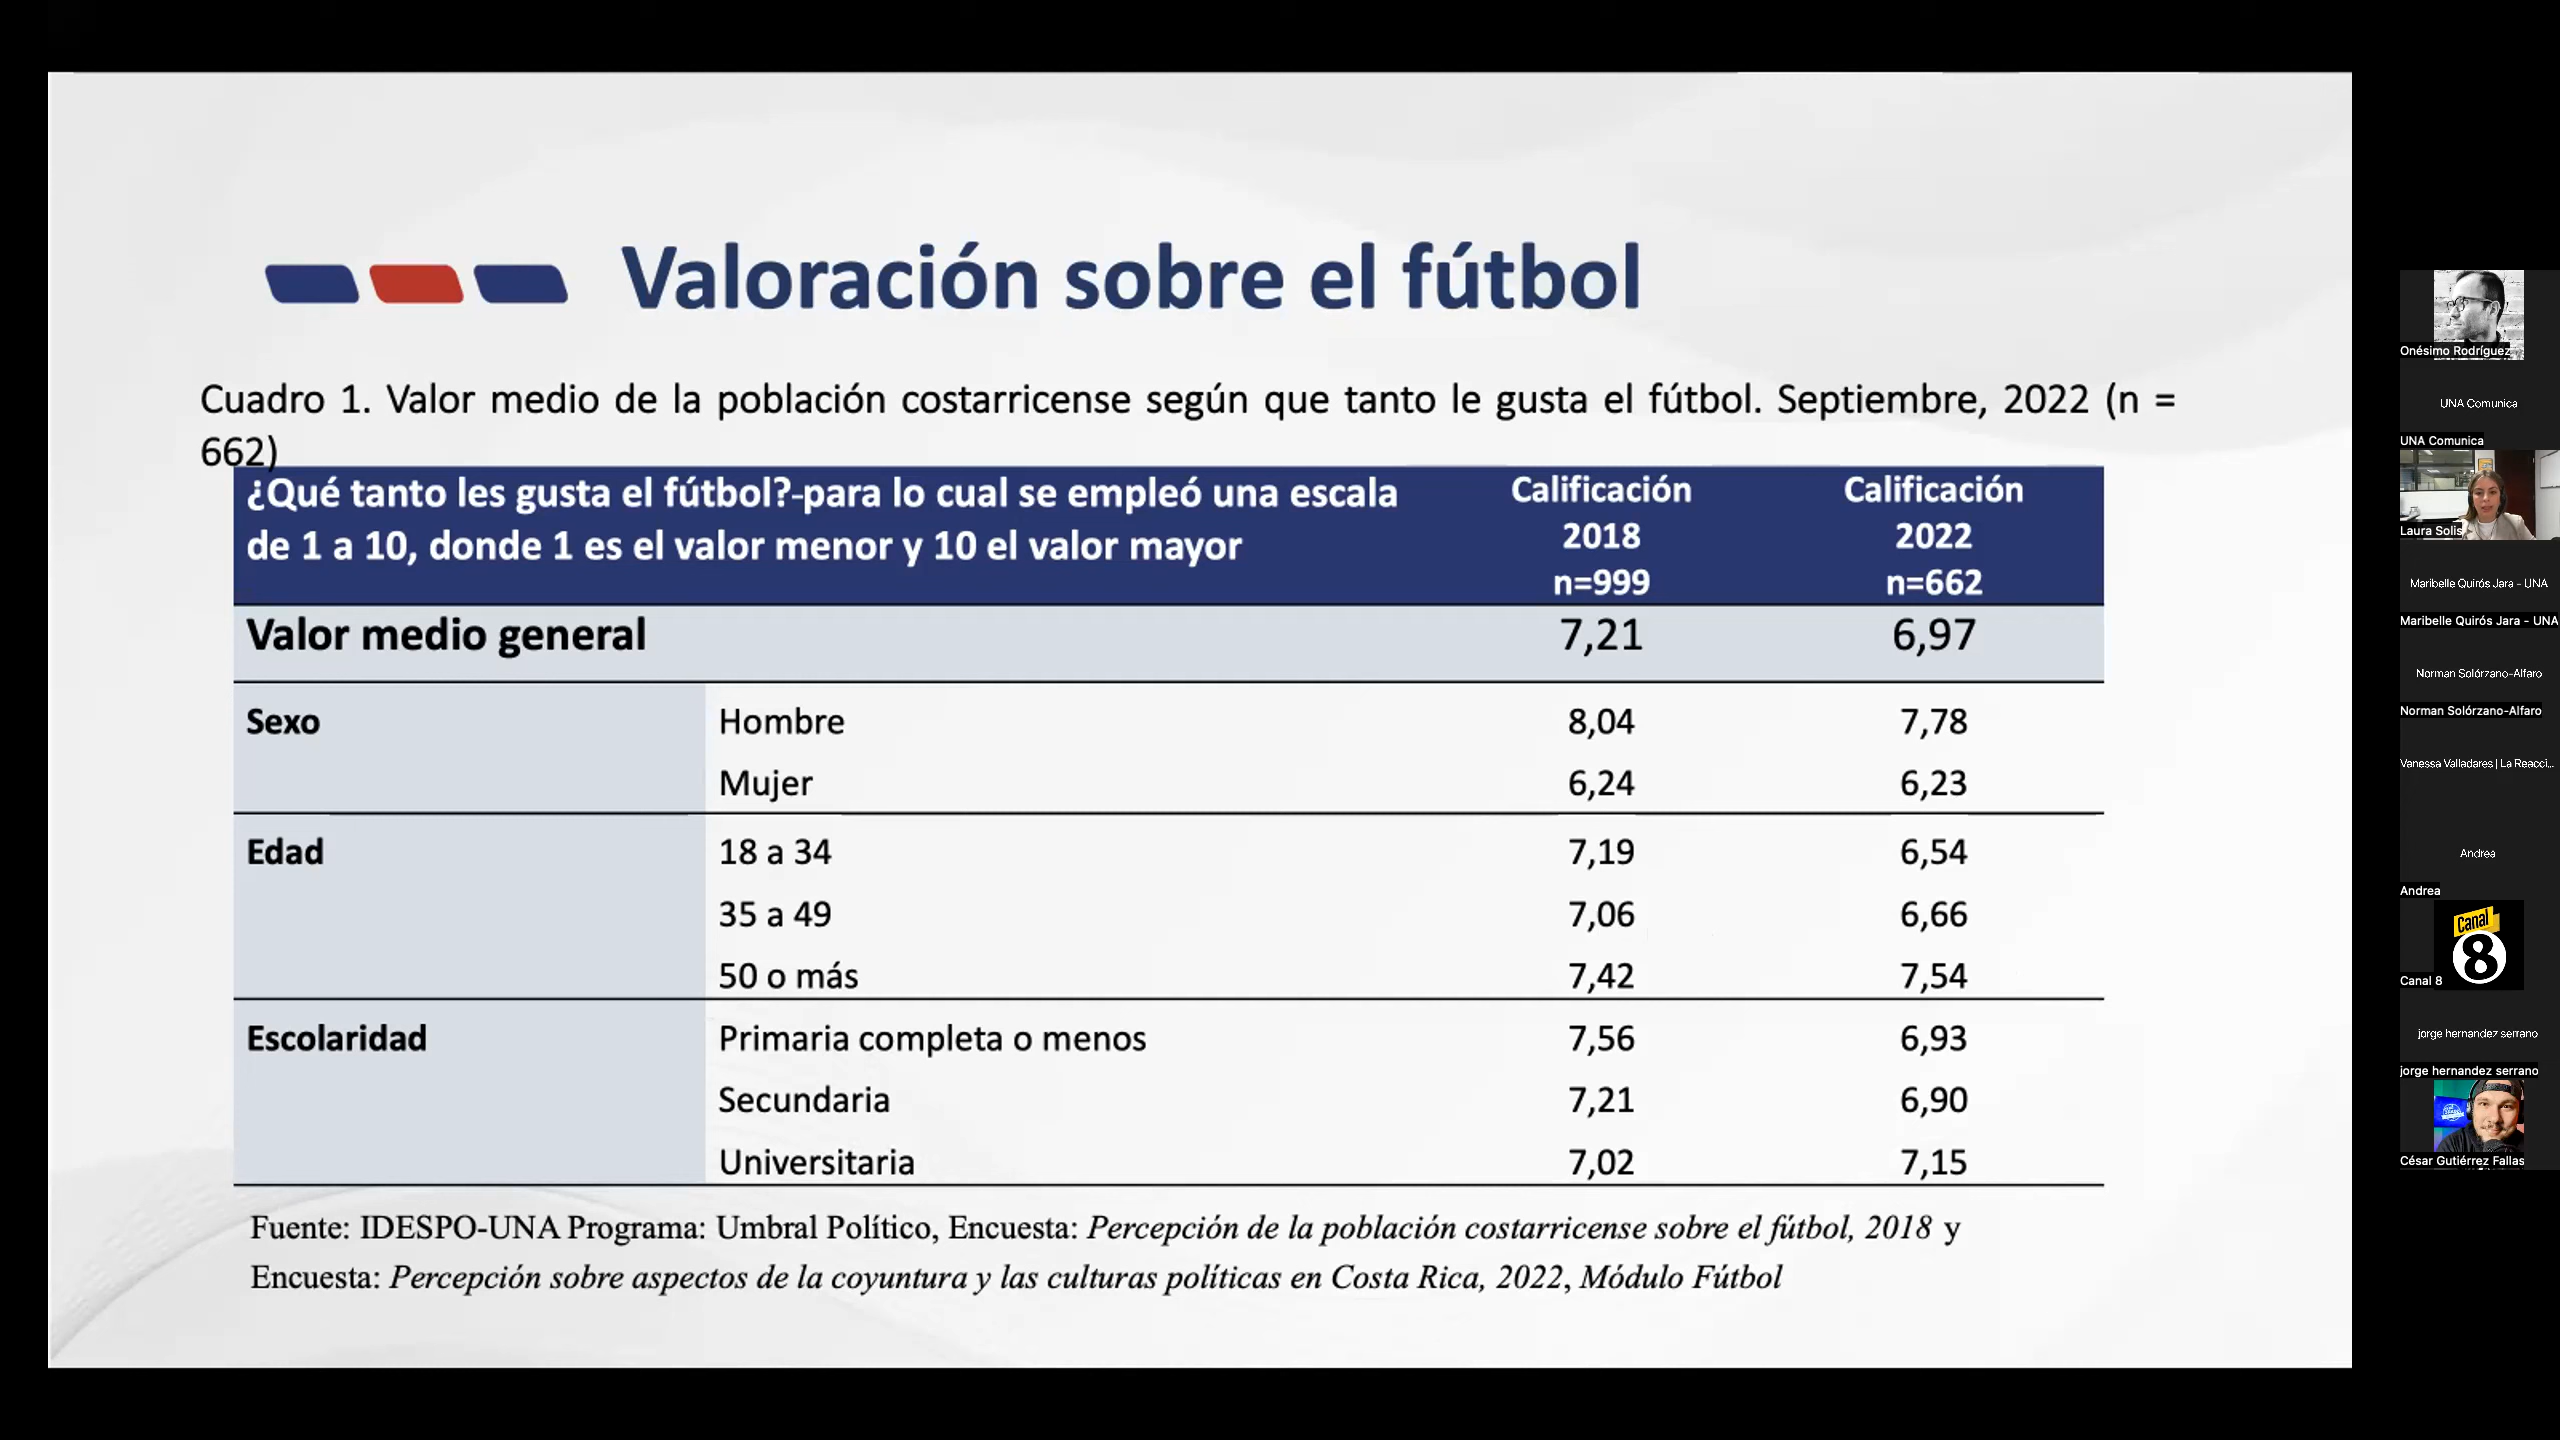 Valoración sobre el fútbol
Cuadro 1. Valor medio de la población costarricense según que tanto le gusta el fútbol. Septiembre, 2022 (n =
662)
¿Qué tanto les gusta el fútbol?-para lo cual se empleó una escala
de 1 a 10, donde 1 es el valor menor y 10 el valor mayor
Calificación
2018
n=999
Calificación
2022
n=662
Valor medio general 7,21 6,97
Sexo Hombre 8,04 7,78
Mujer 6,24 6,23
Edad 18 a 34 7,19 6,54
35 a 49 7,06 6,66
50 o más 7,42 7,54
Escolaridad Primaria completa o menos 7,56 6,93
Secundaria 7,21 6,90
Universitaria 7,02 7,15
Fuente: IDESPO-UNA Programa: Umbral Político, Encuesta: Percepción de la población costarricense sobre el fútbol, 2018 y
Encuesta: Percepción sobre aspectos de la coyuntura y las culturas políticas en Costa Rica, 2022, Módulo Fútbol
Onésimo Rodríguez
UNA Comunica
UNA Comunica
Laura Solis
Maribelle Quirós Jara - UNA
Maribelle Quirós Jara - UNA
Norman Solórzano-Alfaro
Norman Solórzano-Alfaro
Vanessa Valladares | La Reacci...
Andrea
Andrea
Canal
8
Canal 8
jorge hernandez serrano
jorge hernandez serrano
César Gutiérrez Fallas